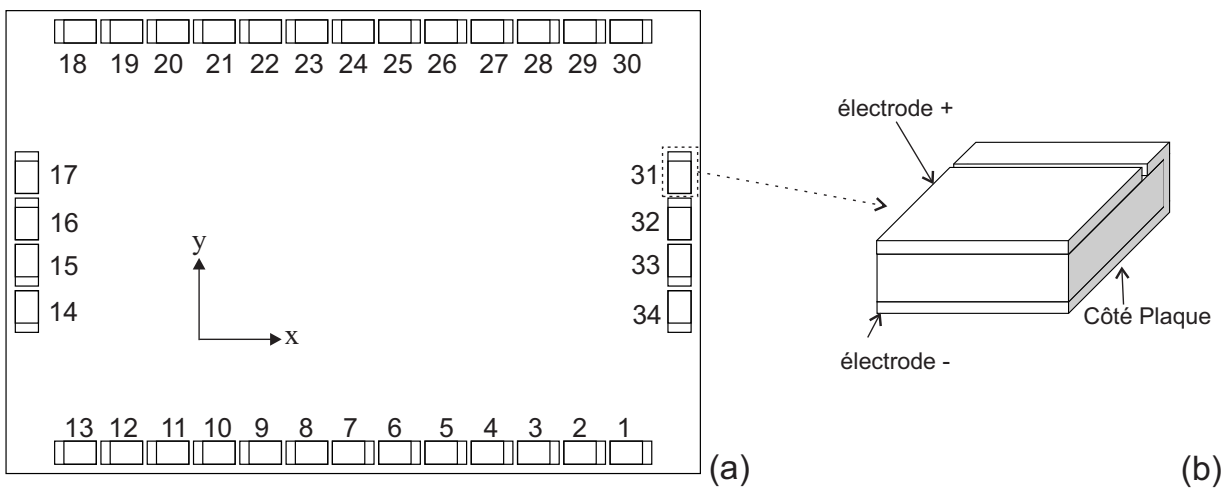 18 19 20 21 22 23 24 25 26 27 28 29 30
électrode +
17 31
16 32
15 33
14 34
y
x
Côté Plaque
électrode -
13 12 11 10 9 8 7 6 5 4 3 2 1
(a) (b)